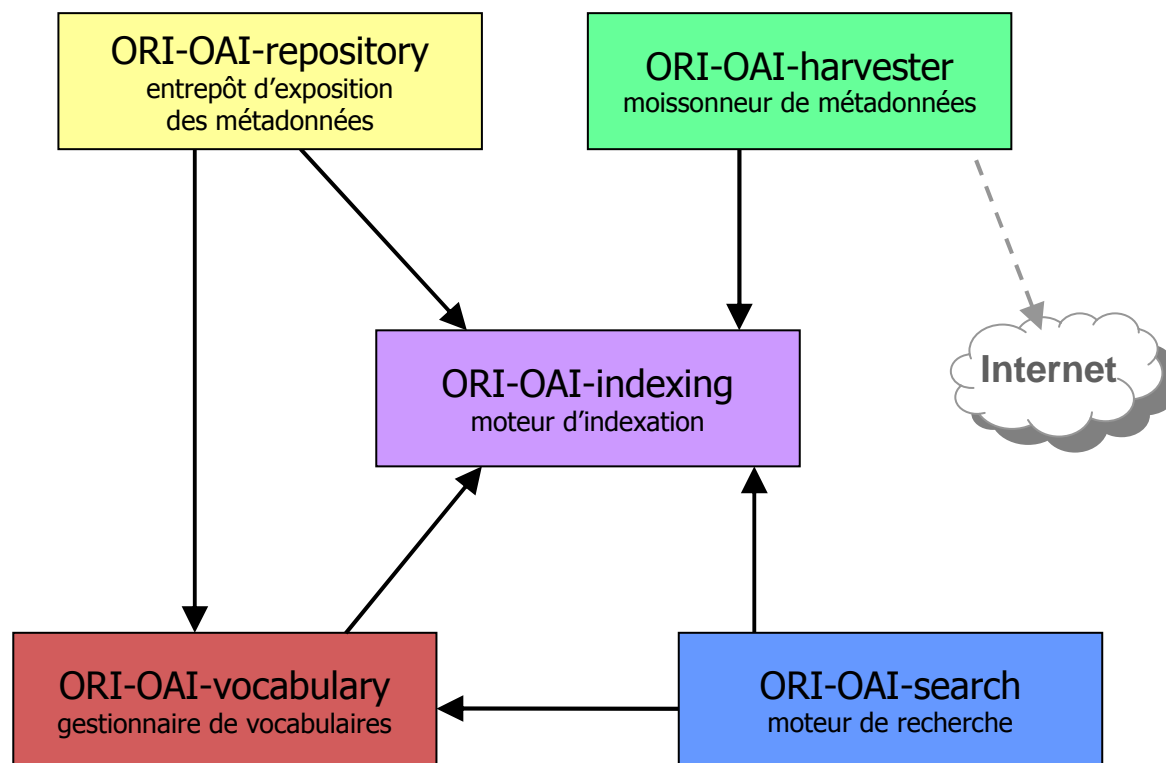 ORI-OAI-repository
entrepôt d’exposition
des métadonnées
ORI-OAI-harvester
moissonneur de métadonnées
Internet
ORI-OAI-indexing
moteur d’indexation
ORI-OAI-vocabulary
gestionnaire de vocabulaires
ORI-OAI-search
moteur de recherche